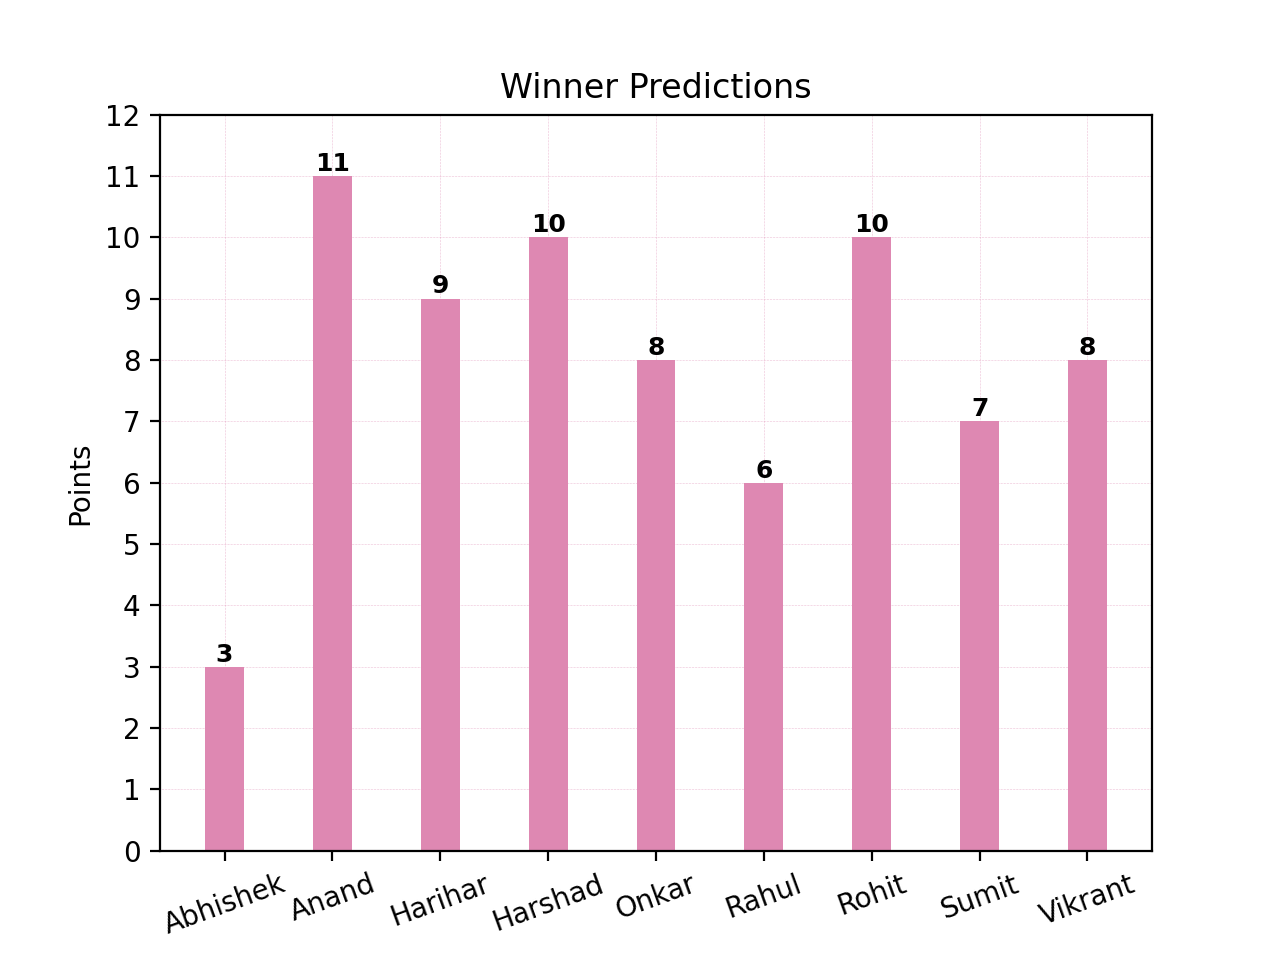 Winner Predictions
12
11
10
9
8
7
6
5
4
3
2
1
0
Points
3
11
9
10
8
6
10
7
8
Abhishek
Anand
Harihar
Harshad
Onkar
Rahul
Rohit
Sumit
Vikrant